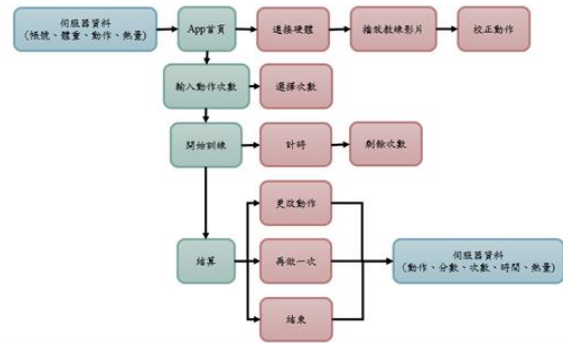 伺服器資料
(帳號、體重、動作、熱量)
App首頁
連接硬體
播放教練影片
校正動作
輸入動作次數
選擇次數
開始訓練
計時
剩餘次數
更改動作
結算
再做一次
結束
伺服器資料
(動作、分數、次數、時間、熱量)